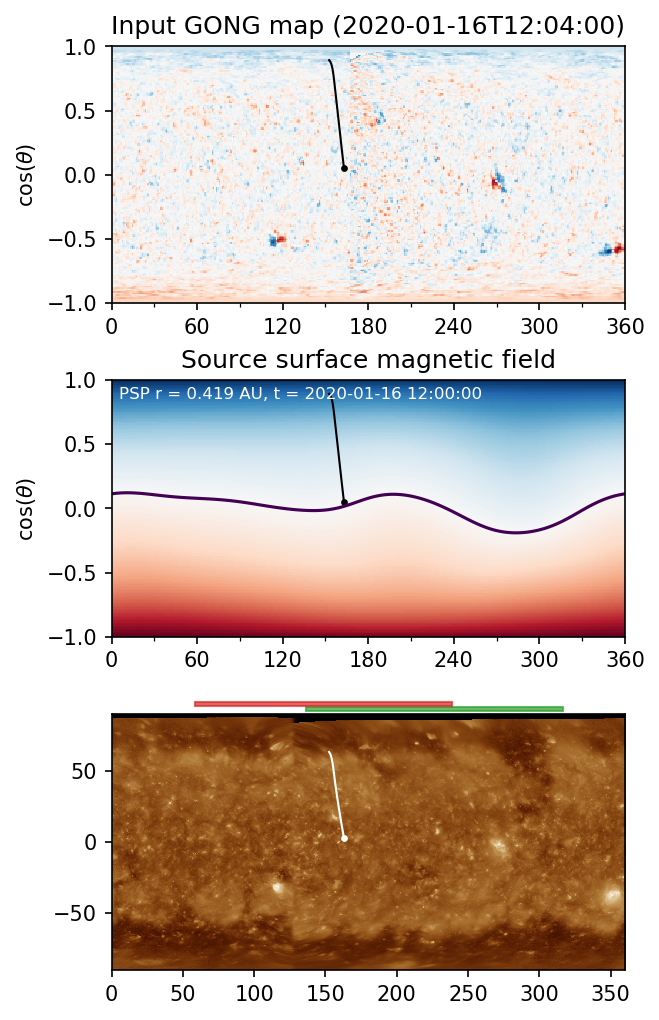 Input GONG map (2020-01-16T12:04:00)
1.0
0.5
0.0
−0.5
−1.0
cos(θ)
0 60 120 180 240 300 360
Source surface magnetic field
PSP r = 0.419 AU, t = 2020-01-16 12:00:00
1.0
0.5
0.0
−0.5
−1.0
cos(θ)
0 60 120 180 240 300 360
50
0
−50
0 50 100 150 200 250 300 350